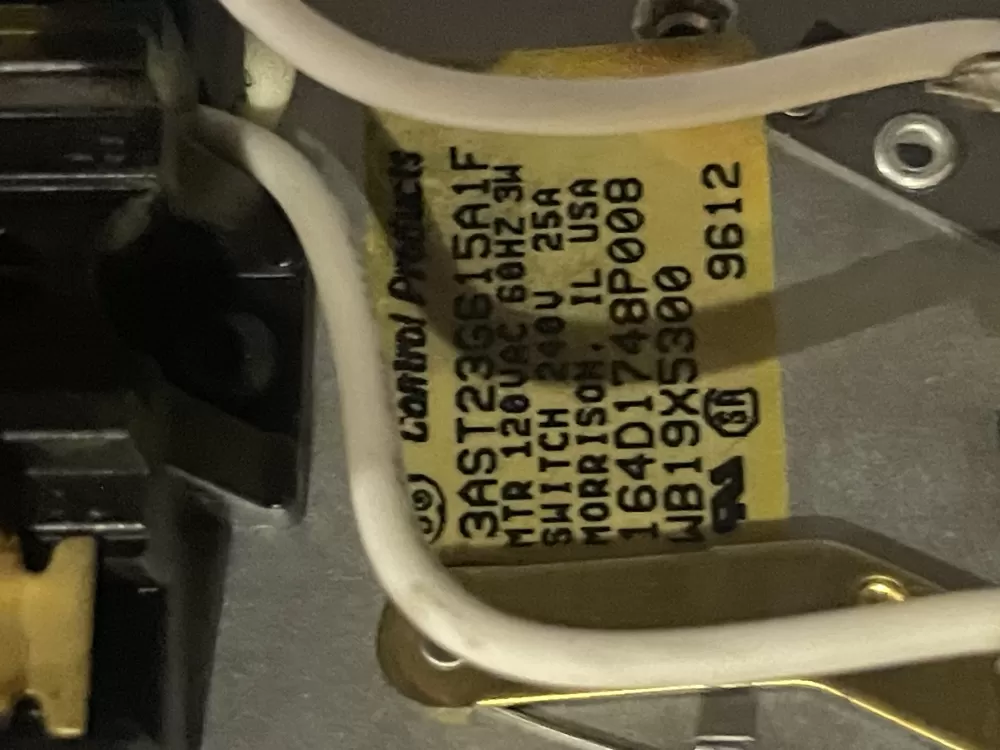 Control Products
3AST23G615A1F
MTR 120VAC 60HZ 3W
SWITCH 240V 25A
MORRISON, IL USA
164D1748P008
WB19X5300
9612